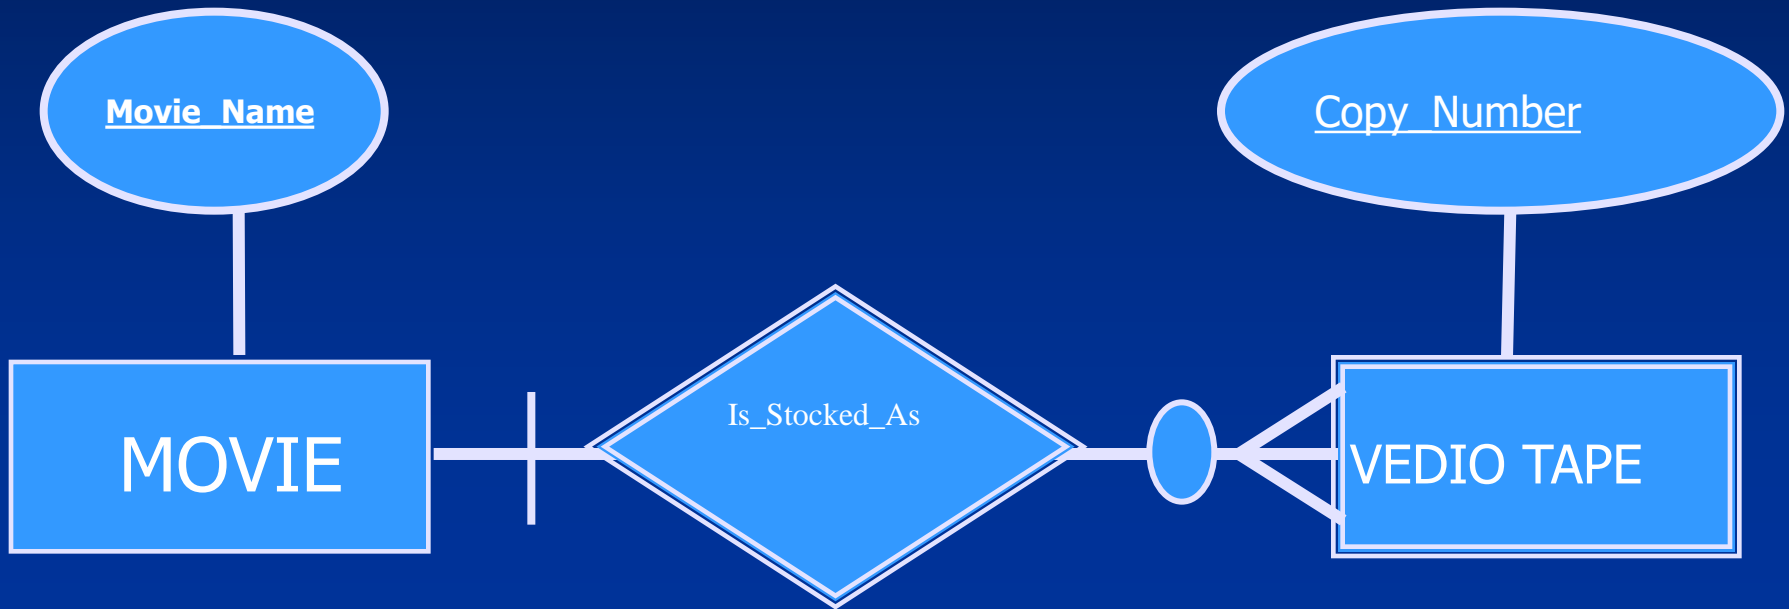 Movie_Name
Copy_Number
Is_Stocked_As
MOVIE
VEDIO TAPE